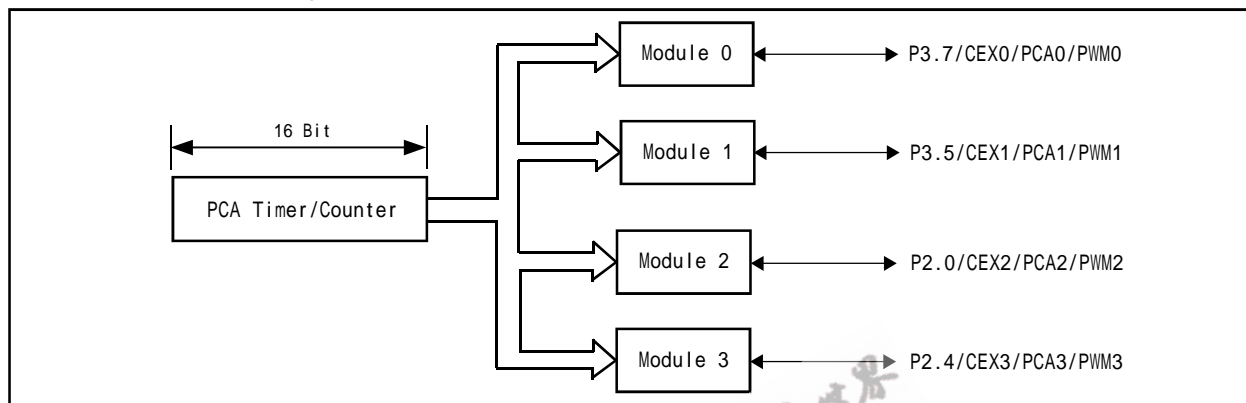 Module 0
P3.7/CEX0/PCA0/PWM0
16 Bit
Module 1
P3.5/CEX1/PCA1/PWM1
PCA Timer/Counter
Module 2
P2.0/CEX2/PCA2/PWM2
Module 3
P2.4/CEX3/PCA3/PWM3